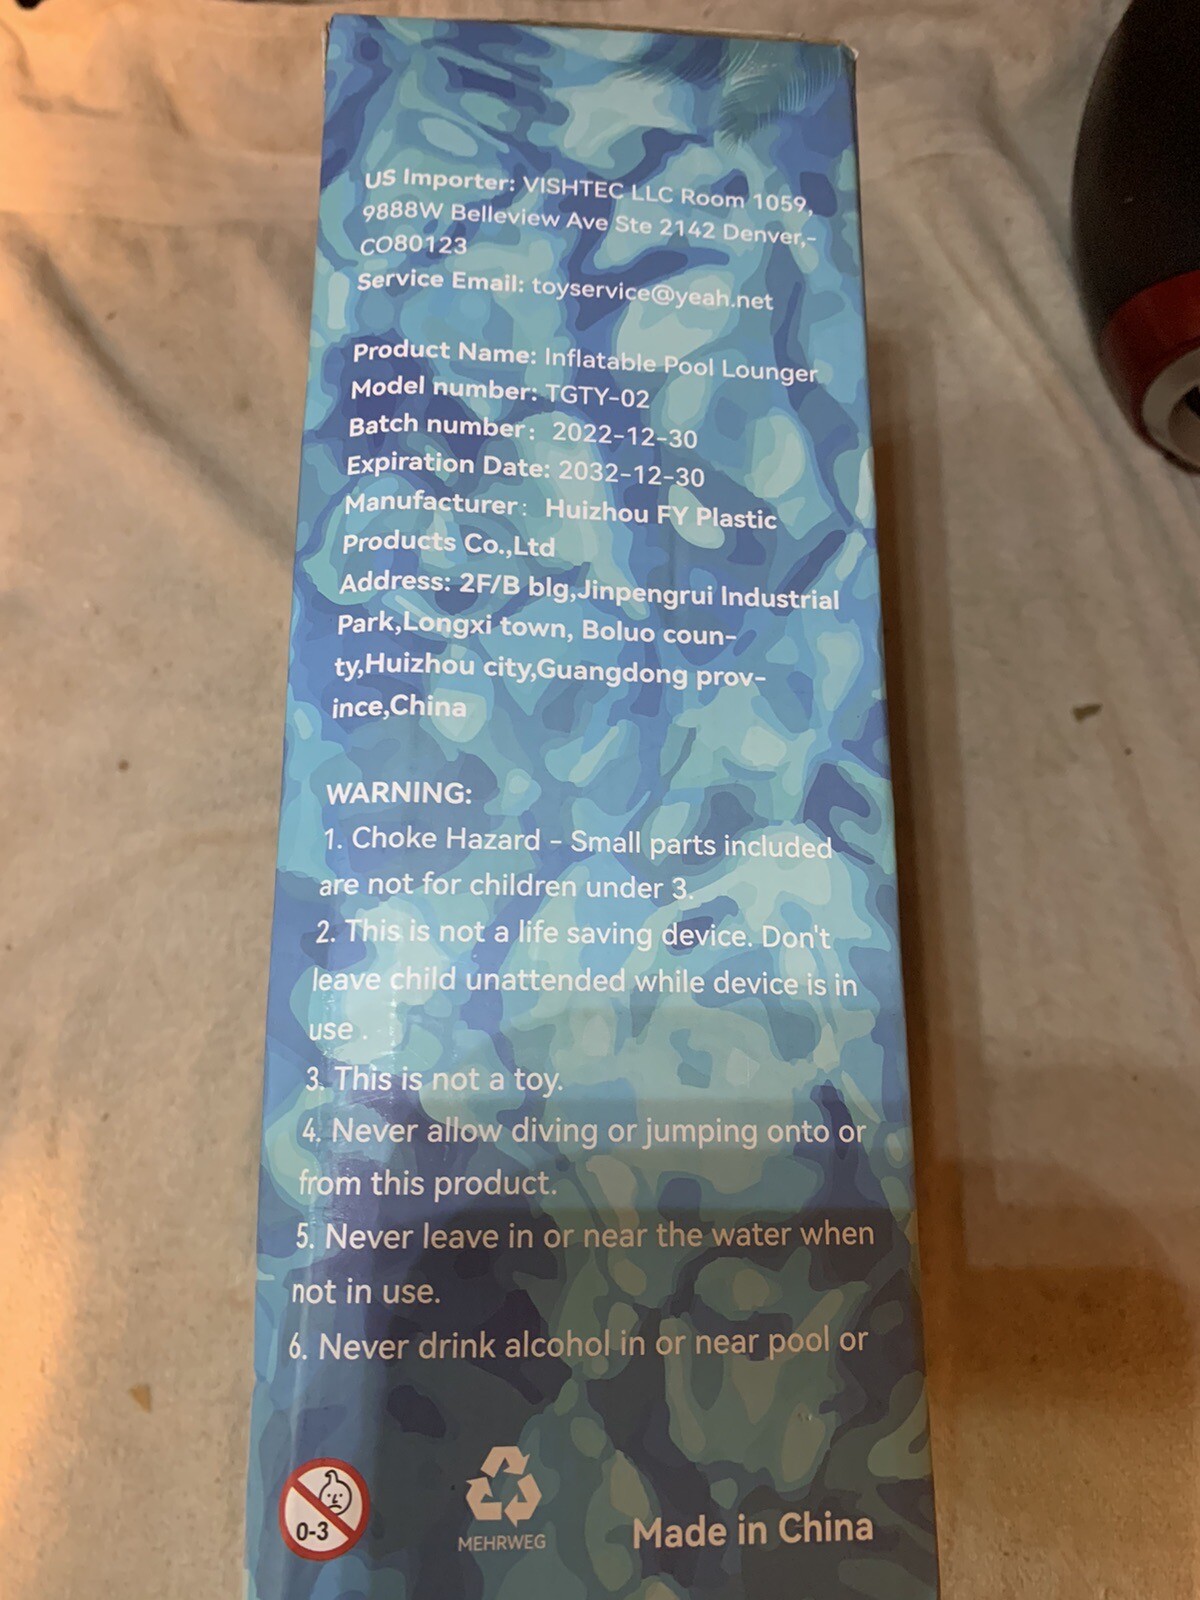 US Importer: VISHTEC LLC Room 1059,
9888W Belleview Ave Ste 2142 Denver,-
CO80123
Service Email: toyservice@yeah.net
Product Name: Inflatable Pool Lounger
Model number: TGTY-02
Batch number: 2022-12-30
Expiration Date: 2032-12-30
Manufacturer: Huizhou FY Plastic
Products Co.,Ltd
Address: 2F/B blg,Jinpengrui Industrial
Park,Longxi town, Boluo coun-
ty,Huizhou city,Guangdong prov-
ince,China
WARNING:
1. Choke Hazard - Small parts included
are not for children under 3.
2. This is not a life saving device. Don't
leave child unattended while device is in
use .
3. This is not a toy.
4. Never allow diving or jumping onto or
from this product.
5. Never leave in or near the water when
not in use.
6. Never drink alcohol in or near pool or
0-3
MEHRWEG
Made in China